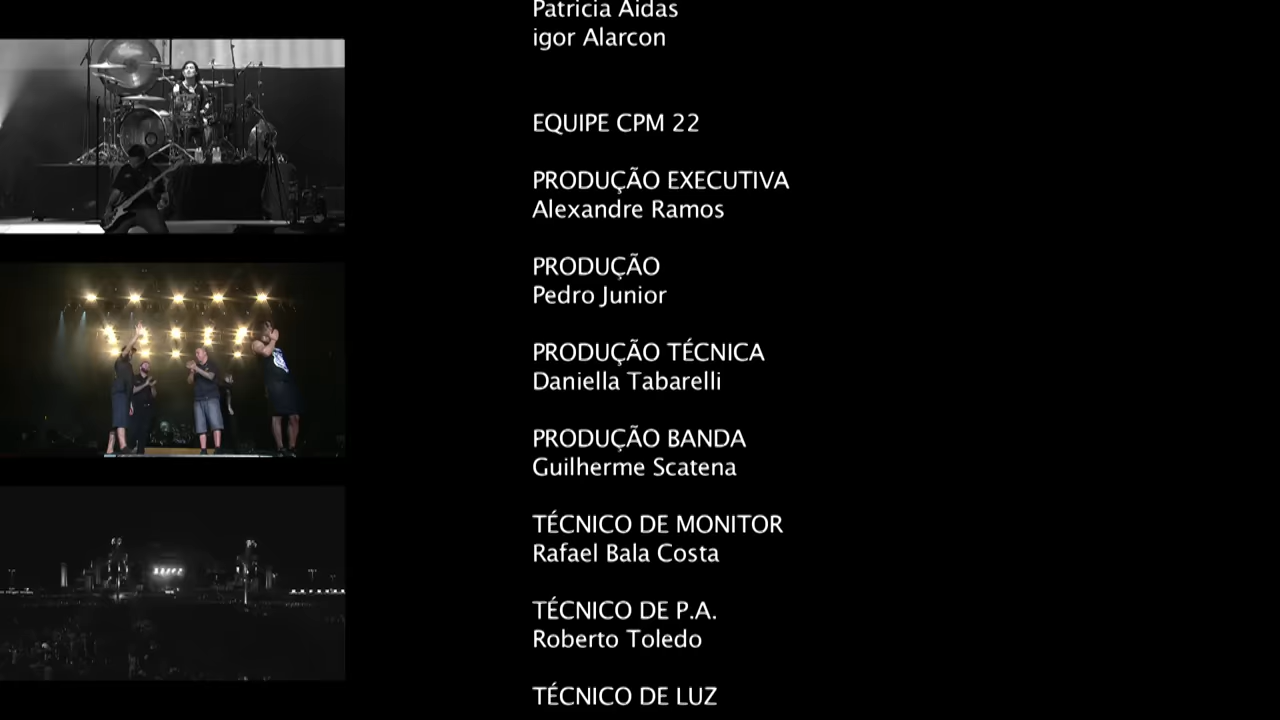 Patricia Aidas
igor Alarcon
EQUIPE CPM 22
PRODUÇÃO EXECUTIVA
Alexandre Ramos
PRODUÇÃO
Pedro Junior
PRODUÇÃO TÉCNICA
Daniella Tabarelli
PRODUÇÃO BANDA
Guilherme Scatena
TÉCNICO DE MONITOR
Rafael Bala Costa
TÉCNICO DE P.A.
Roberto Toledo
TÉCNICO DE LUZ